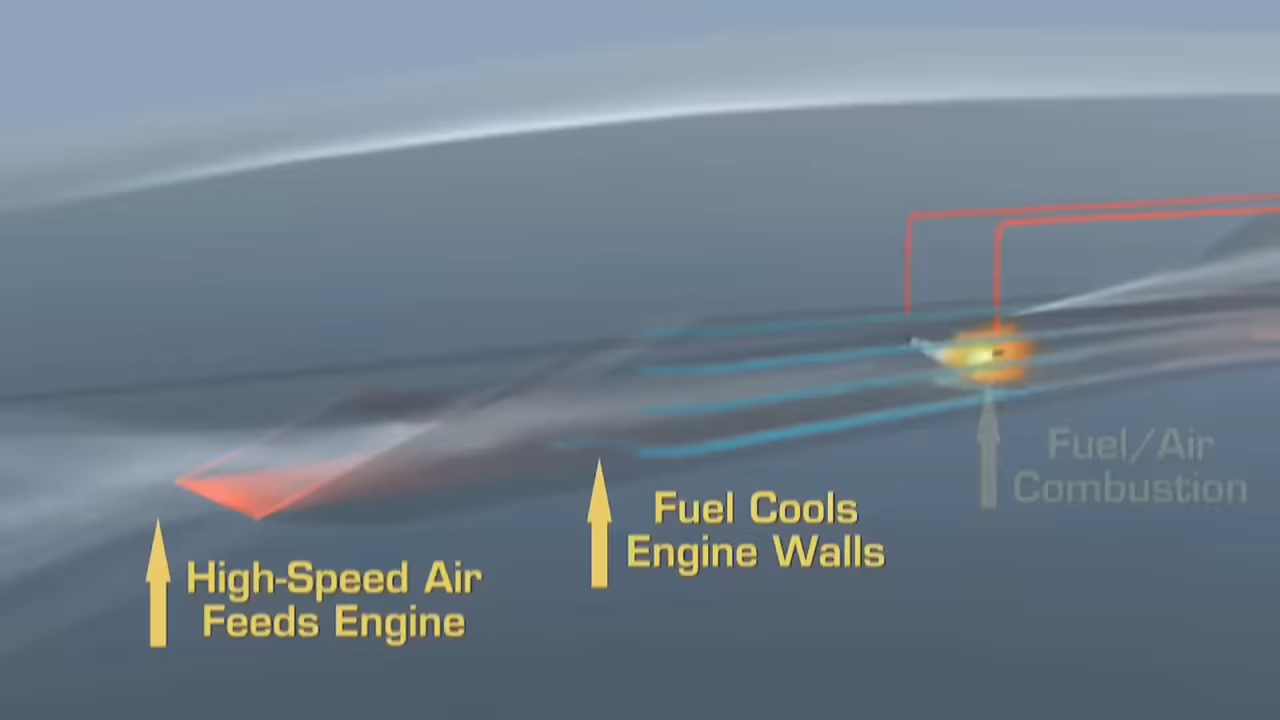 High-Speed Air
Feeds Engine
Fuel Cools
Engine Walls
Fuel/Air
Combustion